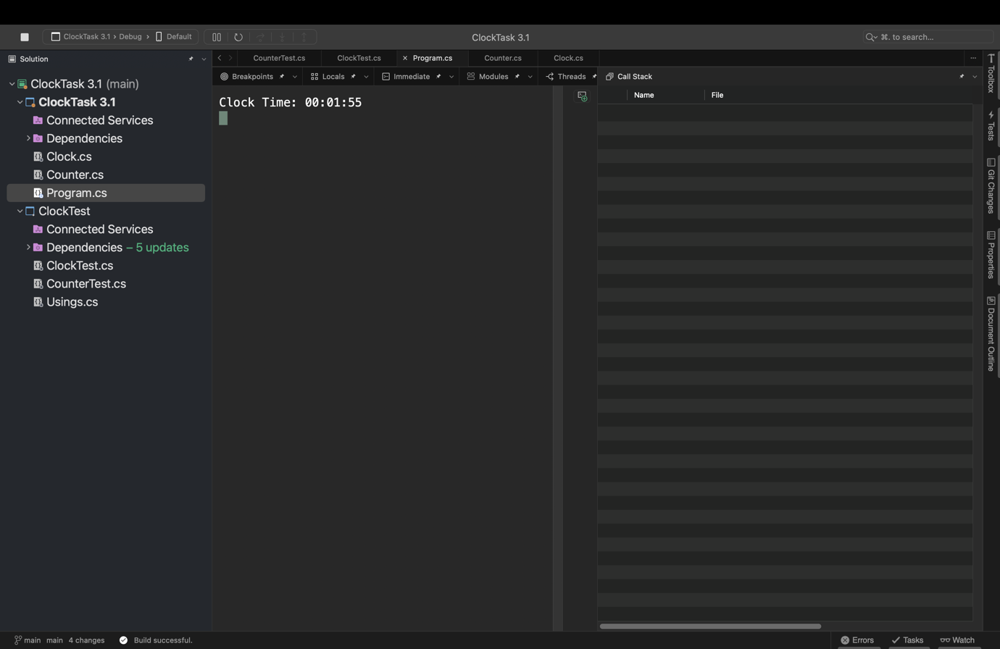 ClockTask 3.1 › Debug › Default
ClockTask 3.1
⌘. to search...
Solution
CounterTest.cs
ClockTest.cs
Program.cs
Counter.cs
Clock.cs
Breakpoints
Locals
Immediate
Modules
Threads
Call Stack
Name
File
Clock Time: 00:01:55
ClockTask 3.1 (main)
ClockTask 3.1
Connected Services
Dependencies
Clock.cs
Counter.cs
Program.cs
ClockTest
Connected Services
Dependencies – 5 updates
ClockTest.cs
CounterTest.cs
Usings.cs
Toolbox
Tests
Git Changes
Properties
Document Outline
main main 4 changes
Build successful.
Errors
Tasks
Watch